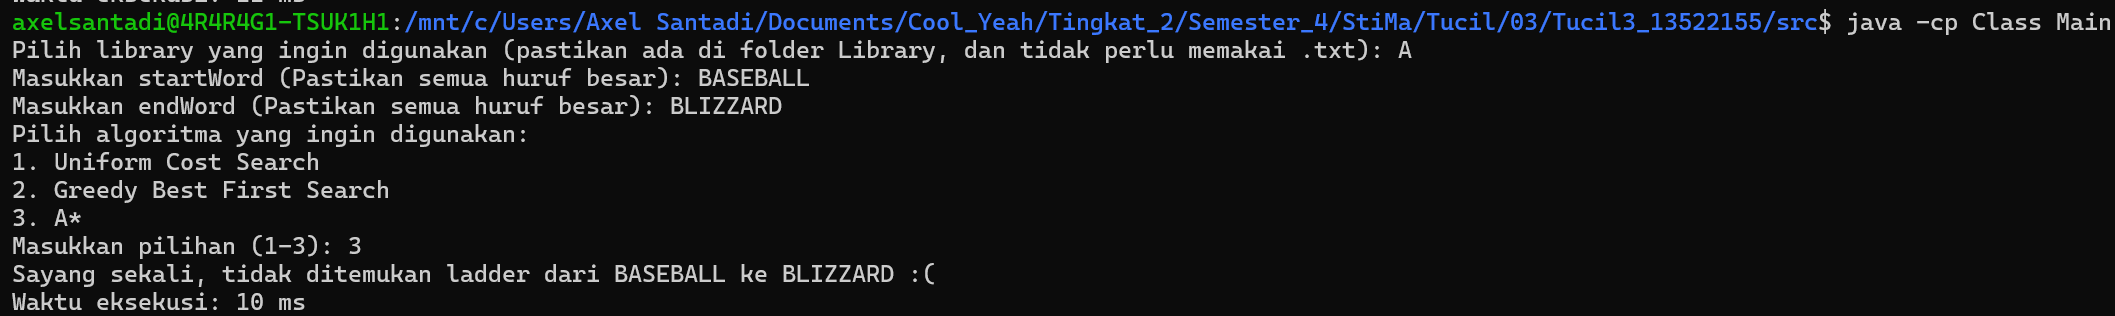 axelsantadi@4R4R4G1-TSUK1H1:/mnt/c/Users/Axel Santadi/Documents/Cool_Yeah/Tingkat_2/Semester_4/StiMa/Tucil/03/Tucil3_13522155/src$ java -cp Class Main
Pilih library yang ingin digunakan (pastikan ada di folder Library, dan tidak perlu memakai .txt): A
Masukkan startWord (Pastikan semua huruf besar): BASEBALL
Masukkan endWord (Pastikan semua huruf besar): BLIZZARD
Pilih algoritma yang ingin digunakan:
1. Uniform Cost Search
2. Greedy Best First Search
3. A*
Masukkan pilihan (1-3): 3
Sayang sekali, tidak ditemukan ladder dari BASEBALL ke BLIZZARD :(
Waktu eksekusi: 10 ms